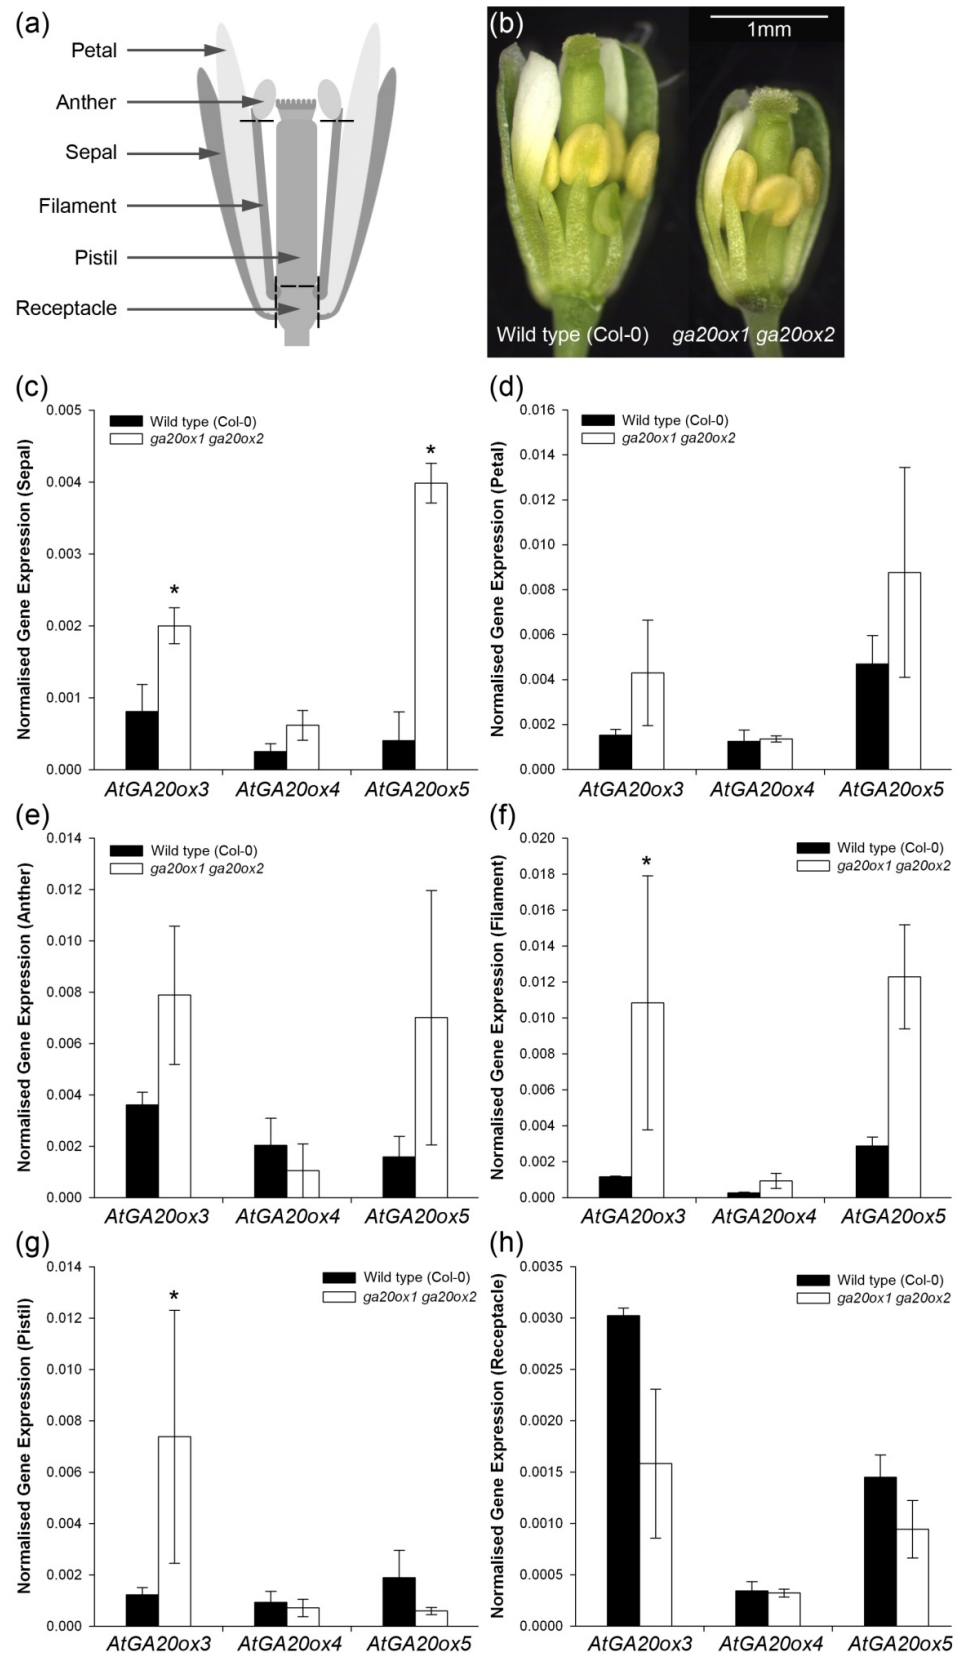 (a)
Petal
Anther
Sepal
Filament
Pistil
Receptacle
(b)
1mm
Wild type (Col-0)
ga20ox1 ga20ox2
(c)
Normalised Gene Expression (Sepal)
0.005
0.004
0.003
0.002
0.001
0.000
Wild type (Col-0)
ga20ox1 ga20ox2
*
*
AtGA20ox3 AtGA20ox4 AtGA20ox5
(d)
Normalised Gene Expression (Petal)
0.016
0.014
0.012
0.010
0.008
0.006
0.004
0.002
0.000
Wild type (Col-0)
ga20ox1 ga20ox2
AtGA20ox3 AtGA20ox4 AtGA20ox5
(e)
Normalised Gene Expression (Anther)
0.014
0.012
0.010
0.008
0.006
0.004
0.002
0.000
Wild type (Col-0)
ga20ox1 ga20ox2
AtGA20ox3 AtGA20ox4 AtGA20ox5
(f)
Normalised Gene Expression (Filament)
0.020
0.018
0.016
0.014
0.012
0.010
0.008
0.006
0.004
0.002
0.000
Wild type (Col-0)
ga20ox1 ga20ox2
*
AtGA20ox3 AtGA20ox4 AtGA20ox5
(g)
Normalised Gene Expression (Pistil)
0.014
0.012
0.010
0.008
0.006
0.004
0.002
0.000
Wild type (Col-0)
ga20ox1 ga20ox2
*
AtGA20ox3 AtGA20ox4 AtGA20ox5
(h)
Normalised Gene Expression (Receptacle)
0.0035
0.0030
0.0025
0.0020
0.0015
0.0010
0.0005
0.0000
Wild type (Col-0)
ga20ox1 ga20ox2
AtGA20ox3 AtGA20ox4 AtGA20ox5